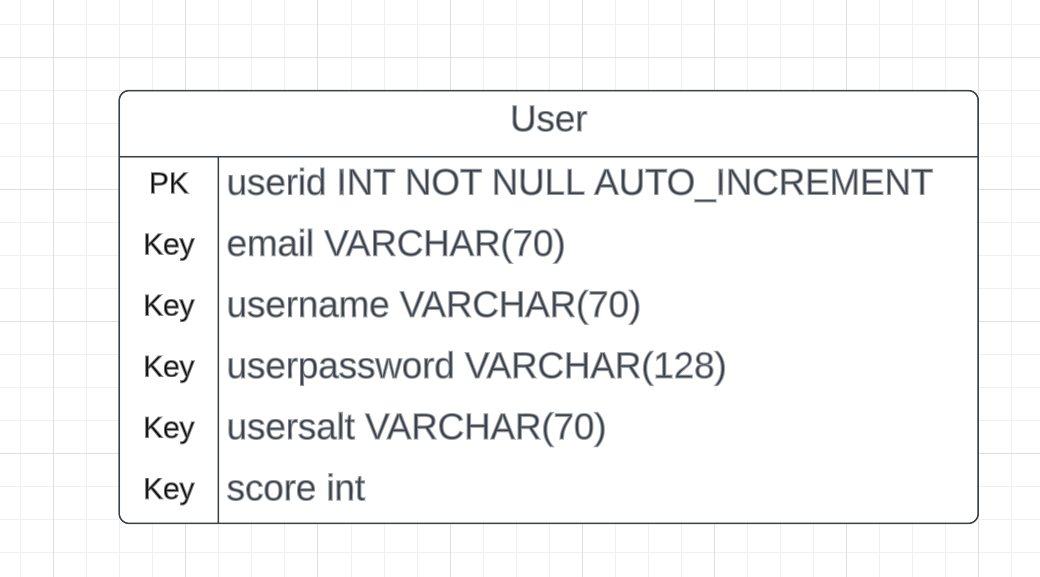 User
PK userid INT NOT NULL AUTO_INCREMENT
Key email VARCHAR(70)
Key username VARCHAR(70)
Key userpassword VARCHAR(128)
Key usersalt VARCHAR(70)
Key score int